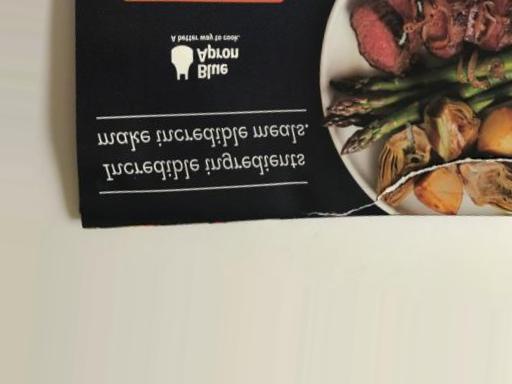 Incredible ingredients
make incredible meals.
Blue
Apron
A better way to cook.